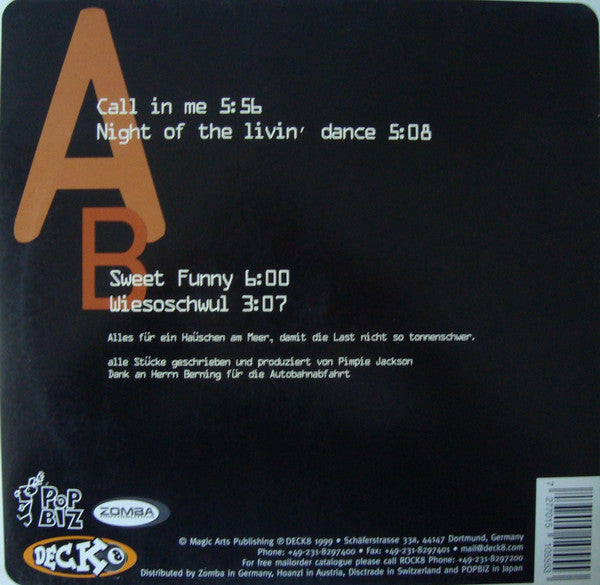 A
Call in me 5:56
Night of the livin' dance 5:08
B
Sweet Funny 6:00
Wiesoschwul 3:07
Alles für ein Haüschen am Meer, damit die Last nicht so tonnenschwer.
alle Stücke geschrieben und produziert von Pimpie Jackson
Dank an Herrn Berning für die Autobahnabfahrt
POP
BIZ
ZOMBA
DECK8
© Magic Arts Publishing ℗ DECK8 1999 • Schäferstrasse 33a, 44147 Dortmund, Germany
Phone: +49-231-8297400 • Fax: +49-231-8297401 • mail@deck8.com
For free mailorder catalogue please call ROCK8 Phone: +49-231-8297200
Distributed by Zomba in Germany, Hoanzl in Austria, Disctrade in Switzerland and POPBIZ in Japan